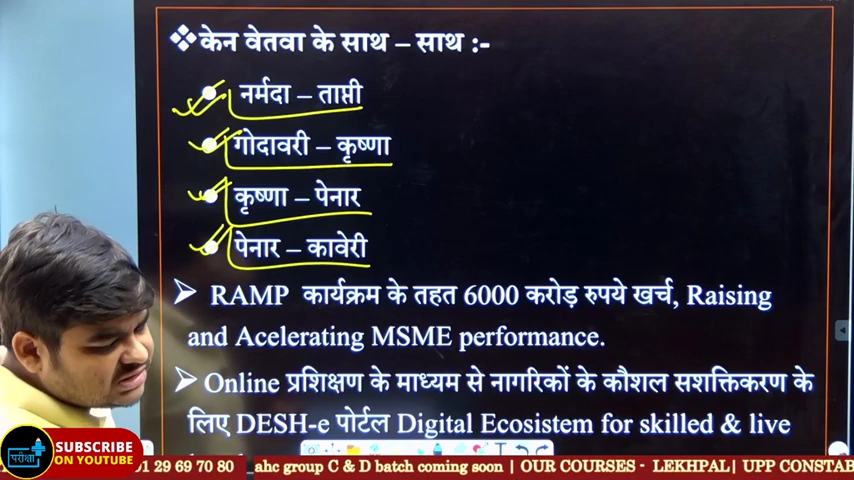 ❖केन वेतवा के साथ – साथ :-
● नर्मदा – ताप्ती
● गोदावरी – कृष्णा
● कृष्णा – पेनार
● पेनार – कावेरी
➤ RAMP कार्यक्रम के तहत 6000 करोड़ रुपये खर्च, Raising
and Acelerating MSME performance.
➤ Online प्रशिक्षण के माध्यम से नागरिकों के कौशल सशक्तिकरण के
लिए DESH-e पोर्टल Digital Ecosistem for skilled & live
परीक्षा
SUBSCRIBE
ON YOUTUBE
01 29 69 70 80 | ahc group C & D batch coming soon | OUR COURSES - LEKHPAL| UPP CONSTAB